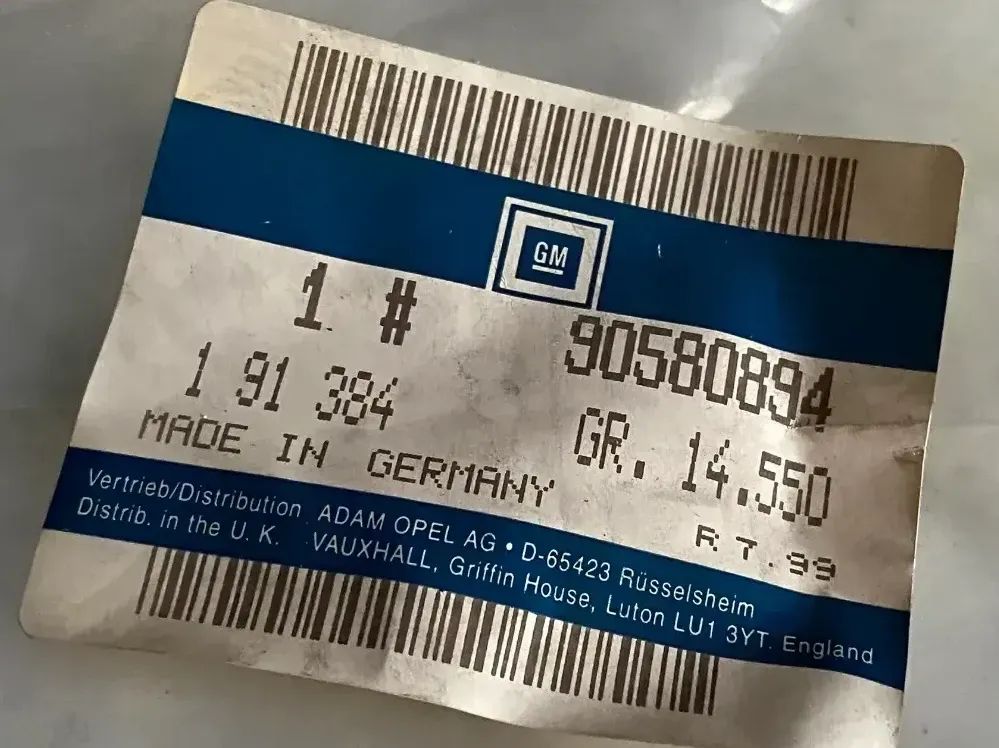 GM
1 # 90580894
1 91 384 GR. 14.550
MADE IN GERMANY R 7.99
Vertrieb/Distribution ADAM OPEL AG • D-65423 Rüsselsheim
Distrib. in the U. K. VAUXHALL, Griffin House, Luton LU1 3YT. England